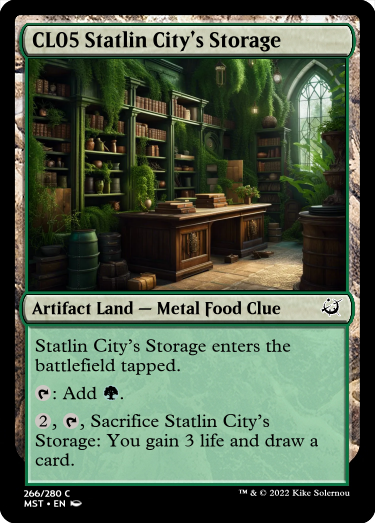 CL05 Statlin City's Storage
Artifact Land — Metal Food Clue
Statlin City's Storage enters the
battlefield tapped.
: Add .
2, , Sacrifice Statlin City's
Storage: You gain 3 life and draw a
card.
266/280 C
MST • EN
™ & © 2022 Kike Solernou